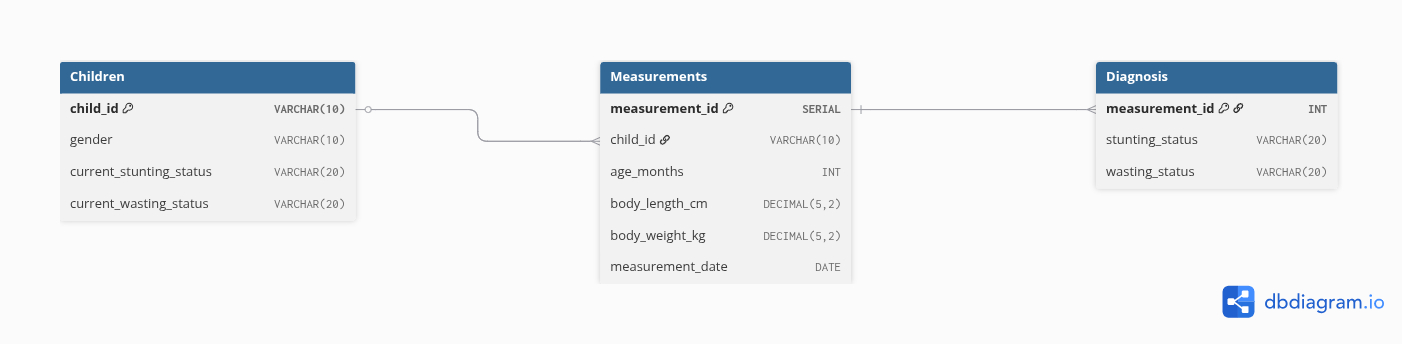 Children
child_id VARCHAR(10)
gender VARCHAR(10)
current_stunting_status VARCHAR(20)
current_wasting_status VARCHAR(20)
Measurements
measurement_id SERIAL
child_id VARCHAR(10)
age_months INT
body_length_cm DECIMAL(5,2)
body_weight_kg DECIMAL(5,2)
measurement_date DATE
Diagnosis
measurement_id INT
stunting_status VARCHAR(20)
wasting_status VARCHAR(20)
dbdiagram.io